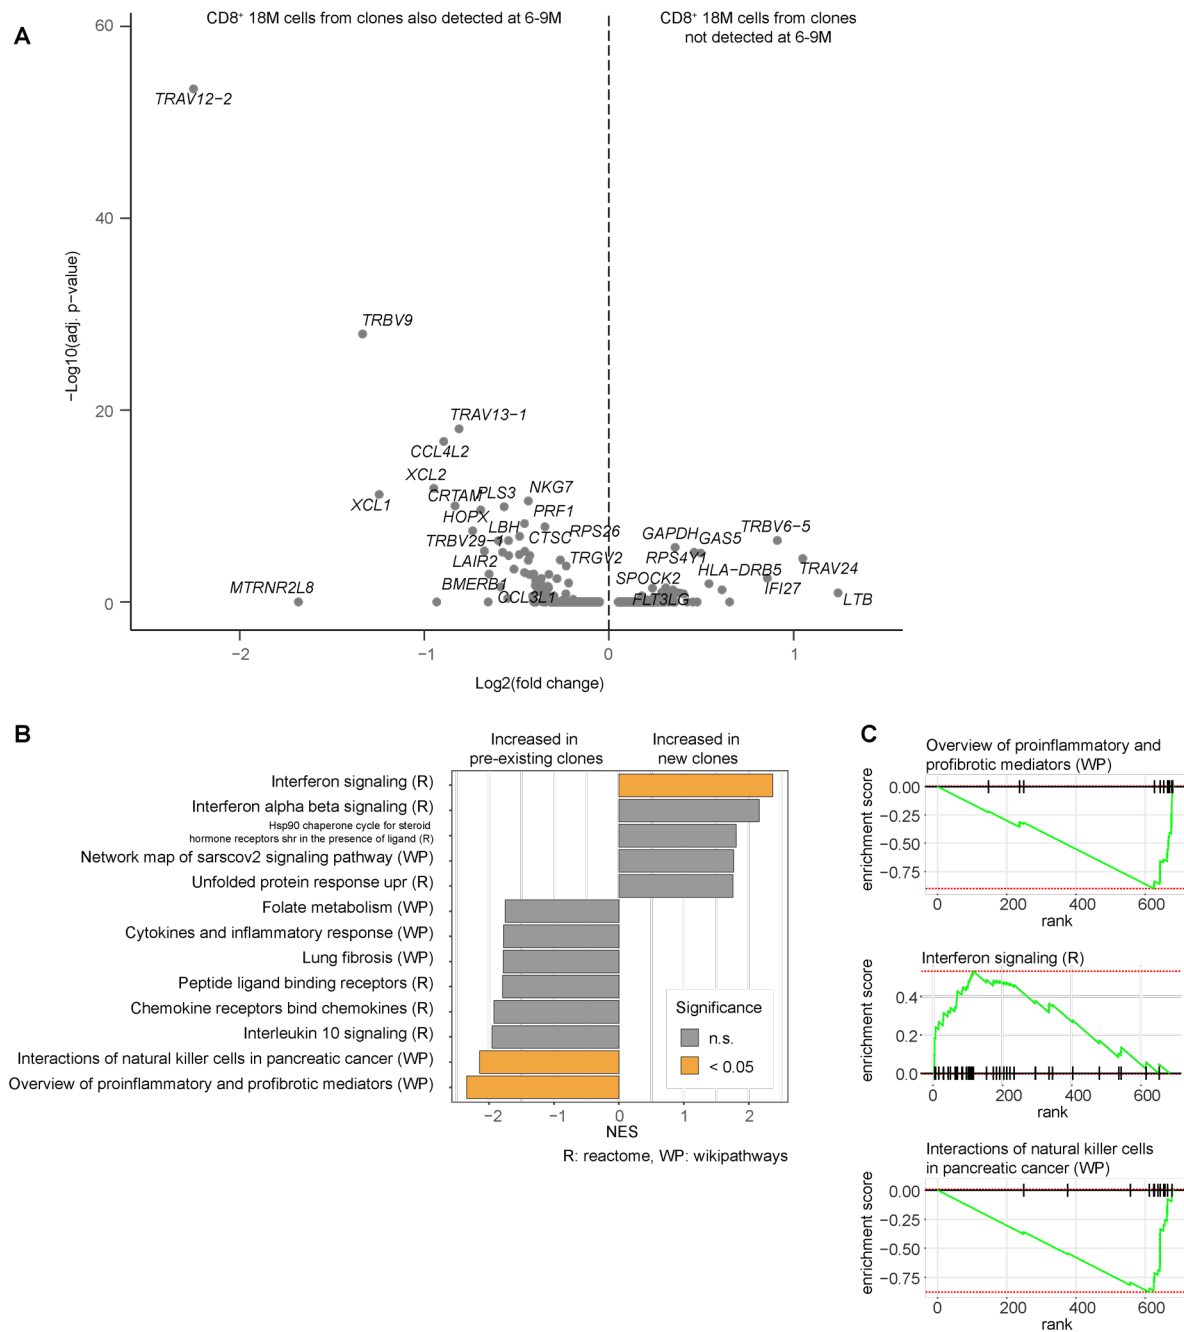 A
CD8⁺ 18M cells from clones also detected at 6-9M
CD8⁺ 18M cells from clones
not detected at 6-9M
60
40
20
0
−Log10(adj. p−value)
TRAV12−2
TRBV9
TRAV13−1
CCL4L2
XCL2
XCL1
CRTAM
PLS3
NKG7
HOPX
PRF1
LBH
CTSC
RPS26
TRBV29−1
TRGV2
LAIR2
BMERB1
CCL3L1
MTRNR2L8
GAPDH
GAS5
TRBV6−5
RPS4Y1
TRAV24
HLA−DRB5
SPOCK2
IFI27
FLT3LG
LTB
−2
−1
0
1
Log2(fold change)
B
Increased in
pre-existing clones
Increased in
new clones
Interferon signaling (R)
Interferon alpha beta signaling (R)
Hsp90 chaperone cycle for steroid
hormone receptors shr in the presence of ligand (R)
Network map of sarscov2 signaling pathway (WP)
Unfolded protein response upr (R)
Folate metabolism (WP)
Cytokines and inflammatory response (WP)
Lung fibrosis (WP)
Peptide ligand binding receptors (R)
Chemokine receptors bind chemokines (R)
Interleukin 10 signaling (R)
Interactions of natural killer cells in pancreatic cancer (WP)
Overview of proinflammatory and profibrotic mediators (WP)
Significance
n.s.
< 0.05
−2
−1
0
1
2
NES
R: reactome, WP: wikipathways
C
Overview of proinflammatory and
profibrotic mediators (WP)
enrichment score
0.00
−0.25
−0.50
−0.75
0
200
400
600
rank
Interferon signaling (R)
enrichment score
0.4
0.2
0.0
0
200
400
600
rank
Interactions of natural killer cells
in pancreatic cancer (WP)
enrichment score
0.00
−0.25
−0.50
−0.75
0
200
400
600
rank